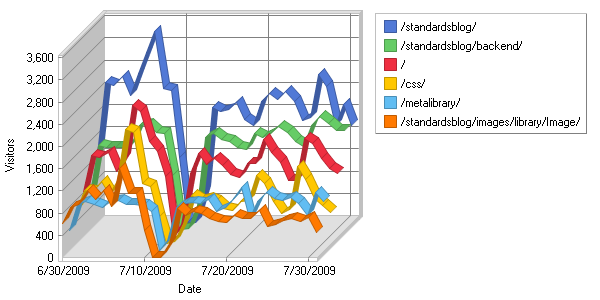 3,600
3,200
2,800
2,400
2,000
1,600
1,200
800
400
0
Visitors
6/30/2009 7/10/2009 7/20/2009 7/30/2009
Date
/standardsblog/
/standardsblog/backend/
/
/css/
/metalibrary/
/standardsblog/images/library/Image/